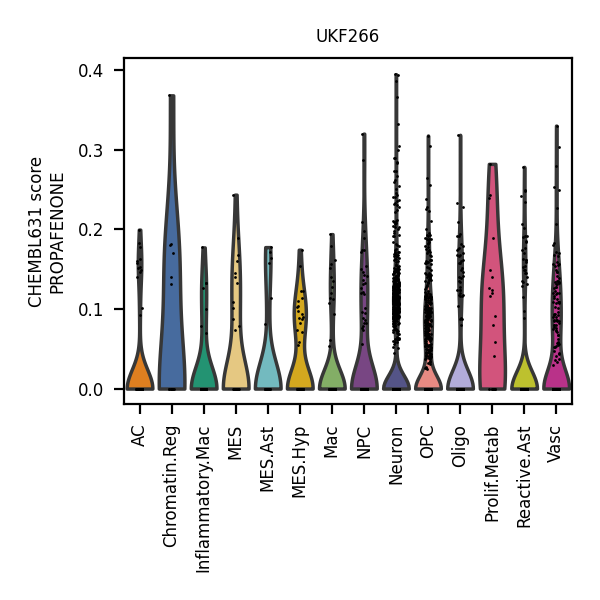 UKF266
CHEMBL631 score
PROPAFENONE
0.4
0.3
0.2
0.1
0.0
AC
Chromatin.Reg
Inflammatory.Mac
MES
MES.Ast
MES.Hyp
Mac
NPC
Neuron
OPC
Oligo
Prolif.Metab
Reactive.Ast
Vasc